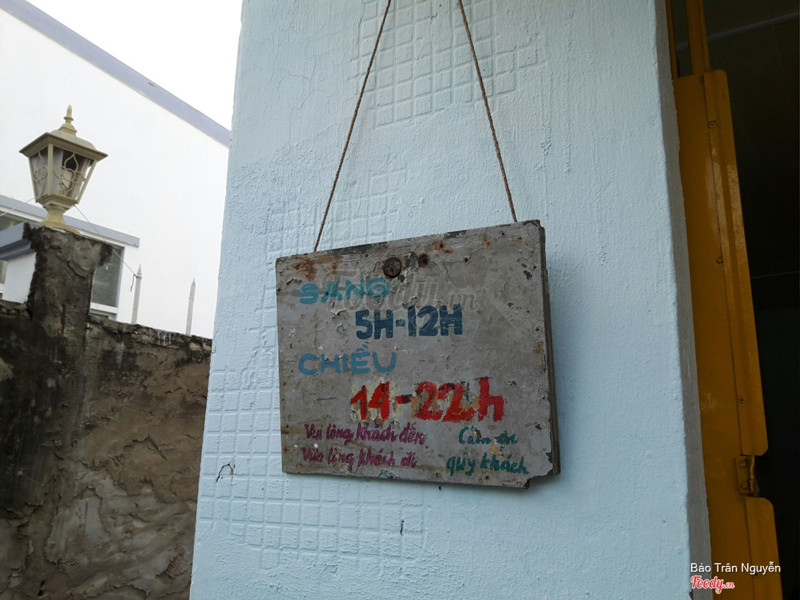 SÁNG
5H-12H
CHIỀU
14-22h
Vui lòng khách đến
Vừa lòng khách đi
Cảm ơn
quý khách
Bảo Trân Nguyễn
Foody.vn